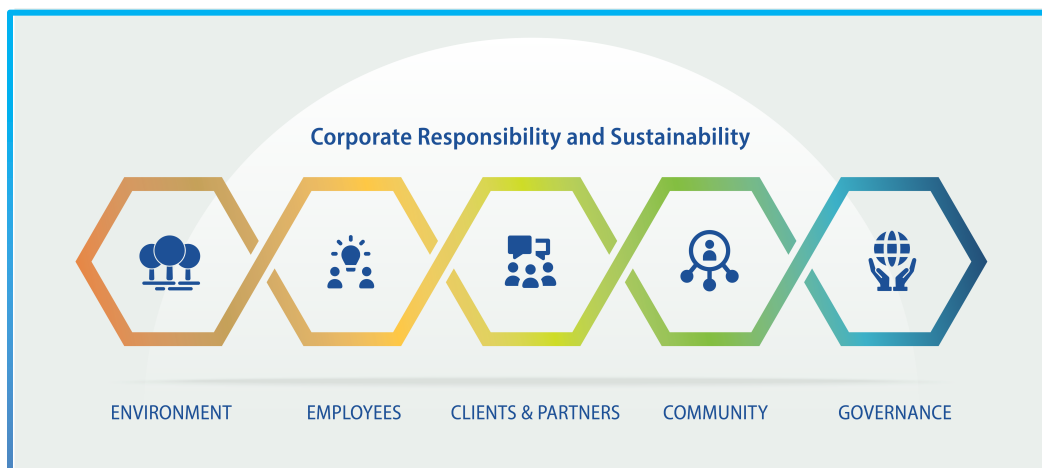 Corporate Responsibility and Sustainability
ENVIRONMENT
EMPLOYEES
CLIENTS & PARTNERS
COMMUNITY
GOVERNANCE